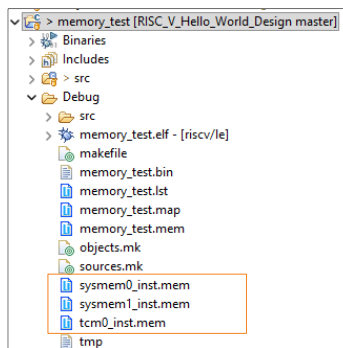 > memory_test [RISC_V_Hello_World_Design master]
Binaries
Includes
> src
Debug
src
memory_test.elf - [riscv/le]
makefile
memory_test.bin
memory_test.lst
memory_test.map
memory_test.mem
objects.mk
sources.mk
sysmem0_inst.mem
sysmem1_inst.mem
tcm0_inst.mem
tmp